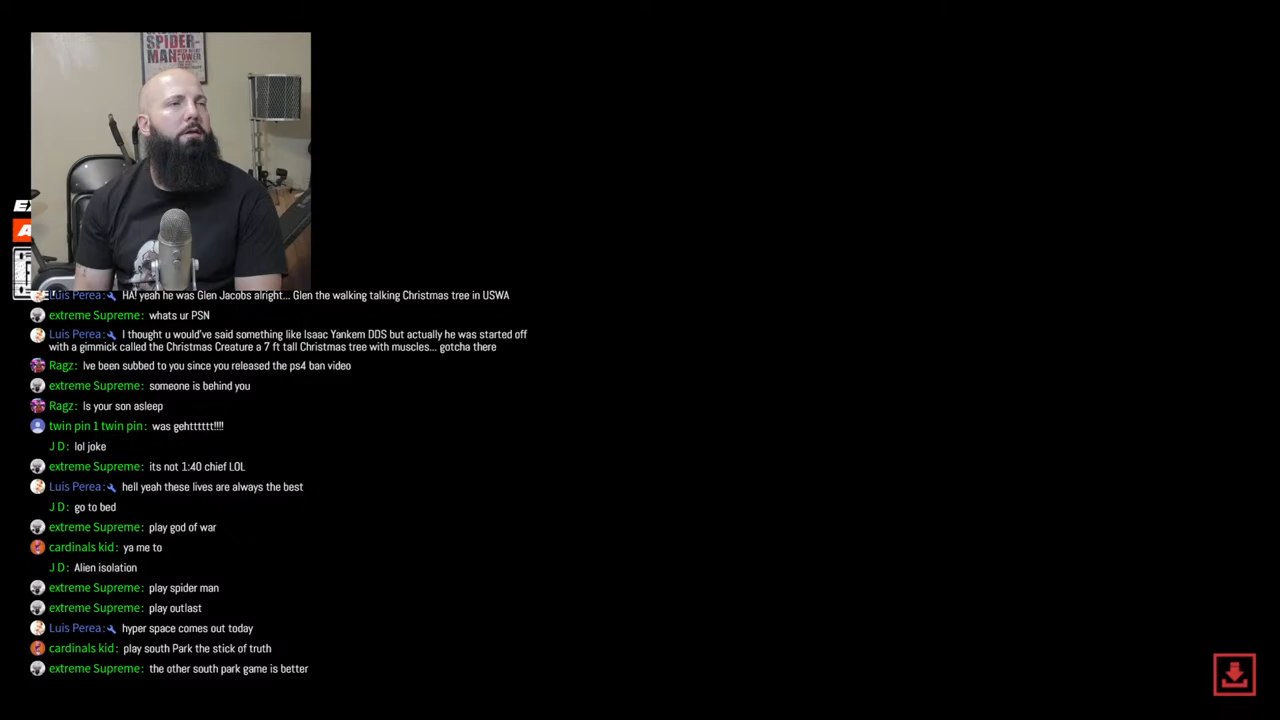 SPIDER-
MAN
POWER
EX
A
Luis Perea: HA! yeah he was Glen Jacobs alright... Glen the walking talking Christmas tree in USWA
extreme Supreme: whats ur PSN
Luis Perea: I thought u would've said something like Isaac Yankem DDS but actually he was started off
with a gimmick called the Christmas Creature a 7 ft tall Christmas tree with muscles... gotcha there
Ragz: Ive been subbed to you since you released the ps4 ban video
extreme Supreme: someone is behind you
Ragz: Is your son asleep
twin pin 1 twin pin: was gehtttttt!!!!
J D: lol joke
extreme Supreme: its not 1:40 chief LOL
Luis Perea: hell yeah these lives are always the best
J D: go to bed
extreme Supreme: play god of war
cardinals kid: ya me to
J D: Alien isolation
extreme Supreme: play spider man
extreme Supreme: play outlast
Luis Perea: hyper space comes out today
cardinals kid: play south Park the stick of truth
extreme Supreme: the other south park game is better